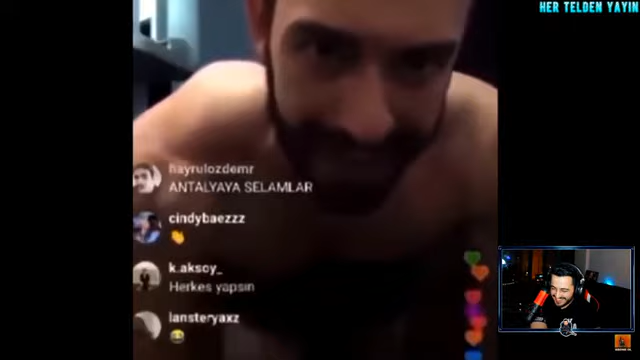 HER TELDEN YAYIN
hayrulozdemr
ANTALYAYA SELAMLAR
cindybaezzz
👏
k.aksoy_
Herkes yapsın
lansteryaxz
😂